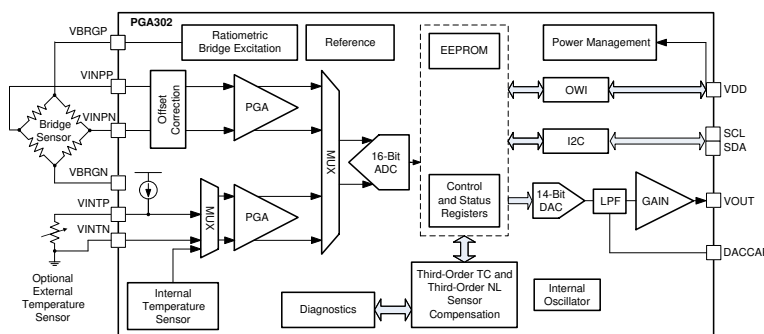 PGA302
VBRGP
Ratiometric
Bridge Excitation
Reference
EEPROM
Power Management
VINPP
VINPN
Offset
Correction
PGA
Bridge
Sensor
MUX
16-Bit
ADC
OWI
VDD
I2C
SCL
SDA
VBRGN
VINTP
VINTN
MUX
PGA
Control
and Status
Registers
14-Bit
DAC
LPF
GAIN
VOUT
DACCAP
Optional
External
Temperature
Sensor
Internal
Temperature
Sensor
Diagnostics
Third-Order TC and
Third-Order NL
Sensor
Compensation
Internal
Oscillator